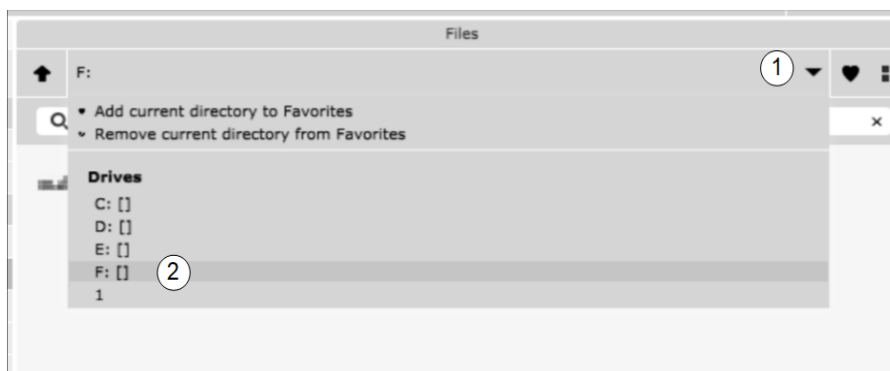 Files
F:
1
Add current directory to Favorites
Remove current directory from Favorites
Drives
C: []
D: []
E: []
F: []
2
1